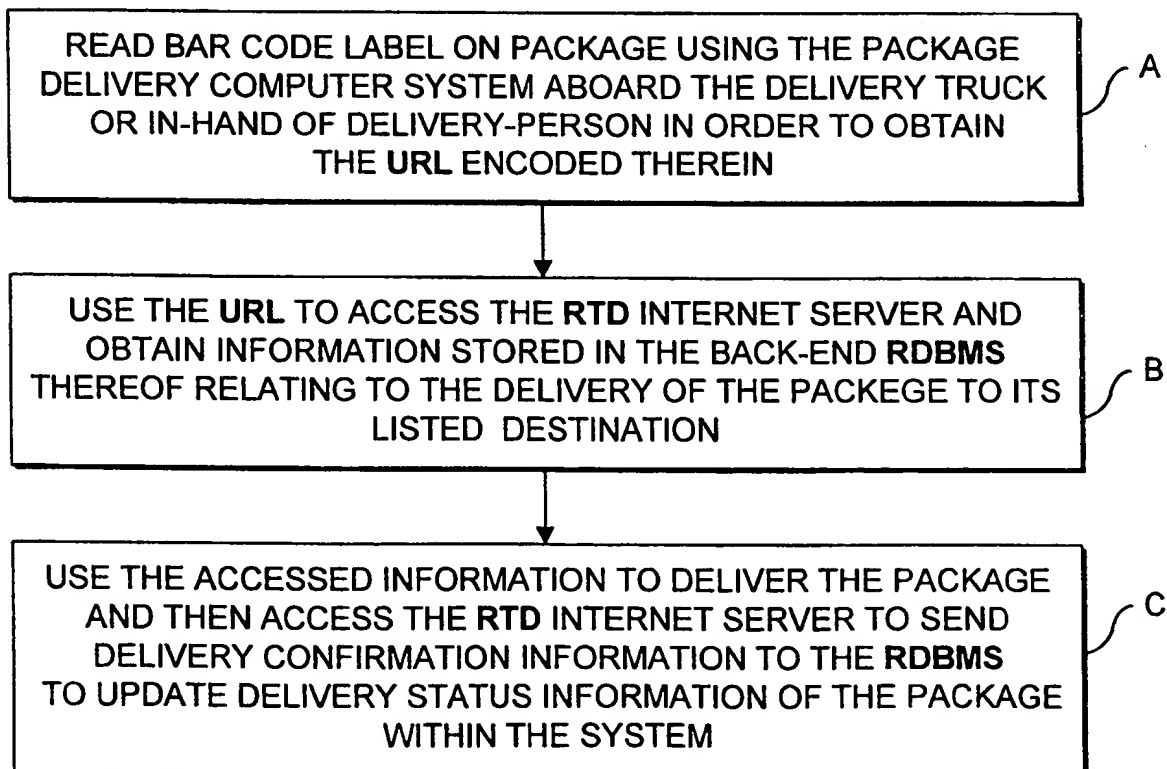 READ BAR CODE LABEL ON PACKAGE USING THE PACKAGE
DELIVERY COMPUTER SYSTEM ABOARD THE DELIVERY TRUCK
OR IN-HAND OF DELIVERY-PERSON IN ORDER TO OBTAIN
THE URL ENCODED THEREIN
A
USE THE URL TO ACCESS THE RTD INTERNET SERVER AND
OBTAIN INFORMATION STORED IN THE BACK-END RDBMS
THEREOF RELATING TO THE DELIVERY OF THE PACKEGE TO ITS
LISTED DESTINATION
B
USE THE ACCESSED INFORMATION TO DELIVER THE PACKAGE
AND THEN ACCESS THE RTD INTERNET SERVER TO SEND
DELIVERY CONFIRMATION INFORMATION TO THE RDBMS
TO UPDATE DELIVERY STATUS INFORMATION OF THE PACKAGE
WITHIN THE SYSTEM
C